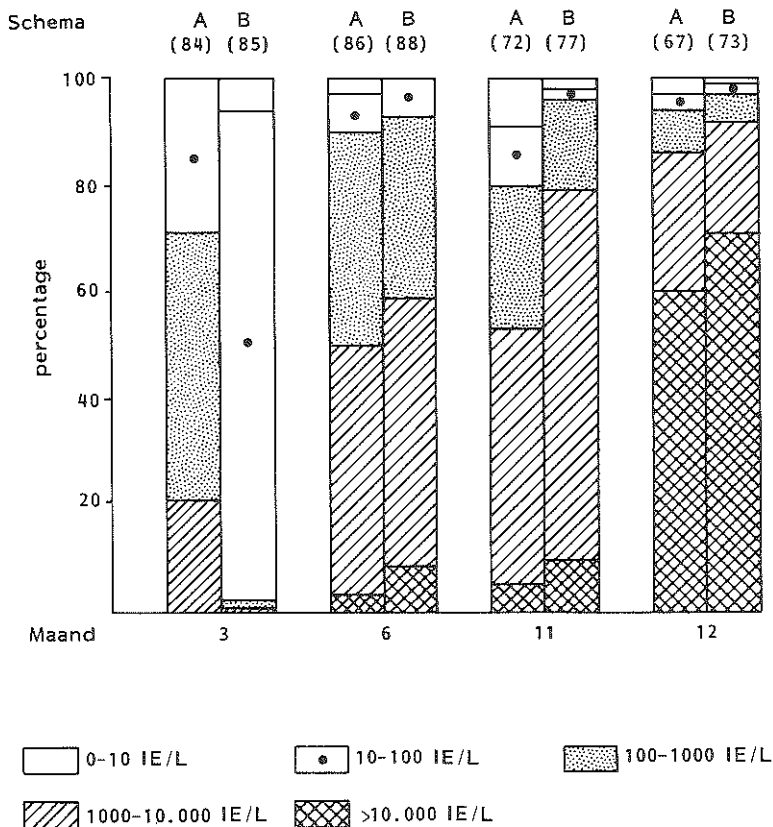 Schema A B A B A B A B
(84) (85) (86) (88) (72) (77) (67) (73)
percentage
100
80
60
40
20
Maand 3 6 11 12
0-10 IE/L 10-100 IE/L 100-1000 IE/L
1000-10.000 IE/L >10.000 IE/L